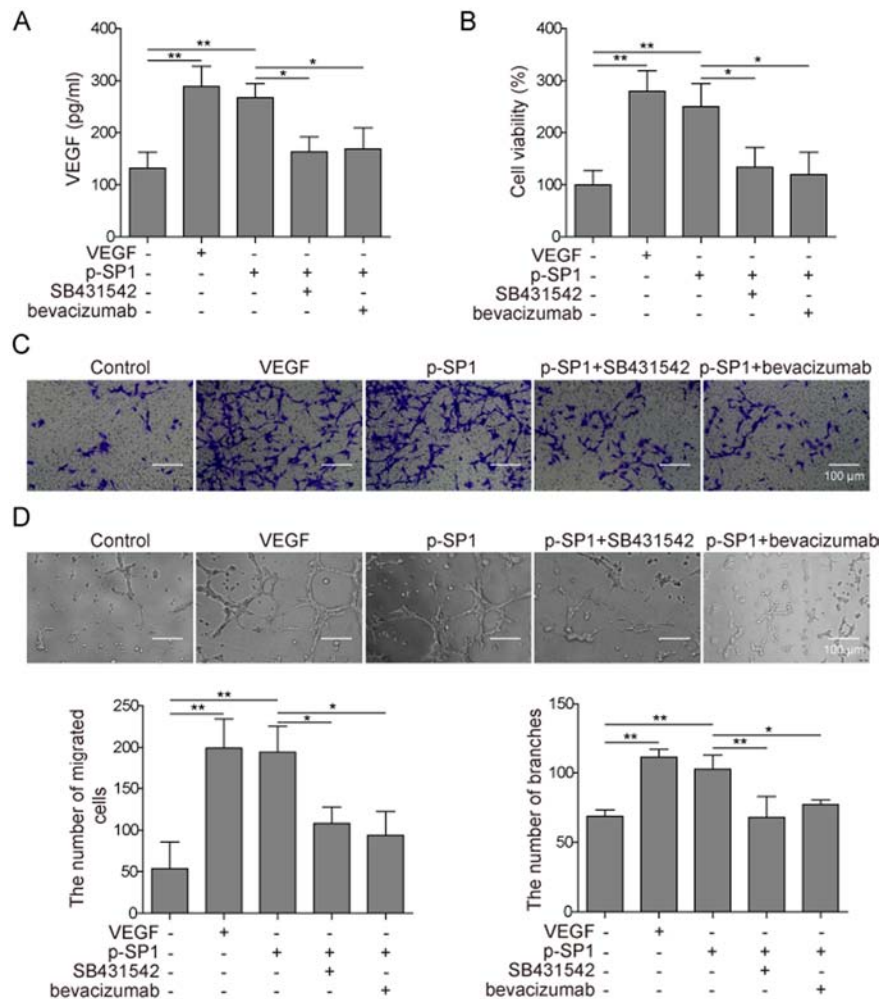 A
B
400
300
200
100
0
VEGF (pg/ml)
**
**
*
*
VEGF - + - - -
p-SP1 - - + + +
SB431542 - - - + -
bevacizumab - - - - +
400
300
200
100
0
Cell viability (%)
**
**
*
*
VEGF - + - - -
p-SP1 - - + + +
SB431542 - - - + -
bevacizumab - - - - +
C
Control VEGF p-SP1 p-SP1+SB431542 p-SP1+bevacizumab
100 μm
D
Control VEGF p-SP1 p-SP1+SB431542 p-SP1+bevacizumab
100 μm
250
200
150
100
50
0
The number of migrated
cells
**
**
*
*
VEGF - + - - -
p-SP1 - - + + +
SB431542 - - - + -
bevacizumab - - - - +
150
100
50
0
The number of branches
**
**
**
*
VEGF - + - - -
p-SP1 - - + + +
SB431542 - - - + -
bevacizumab - - - - +